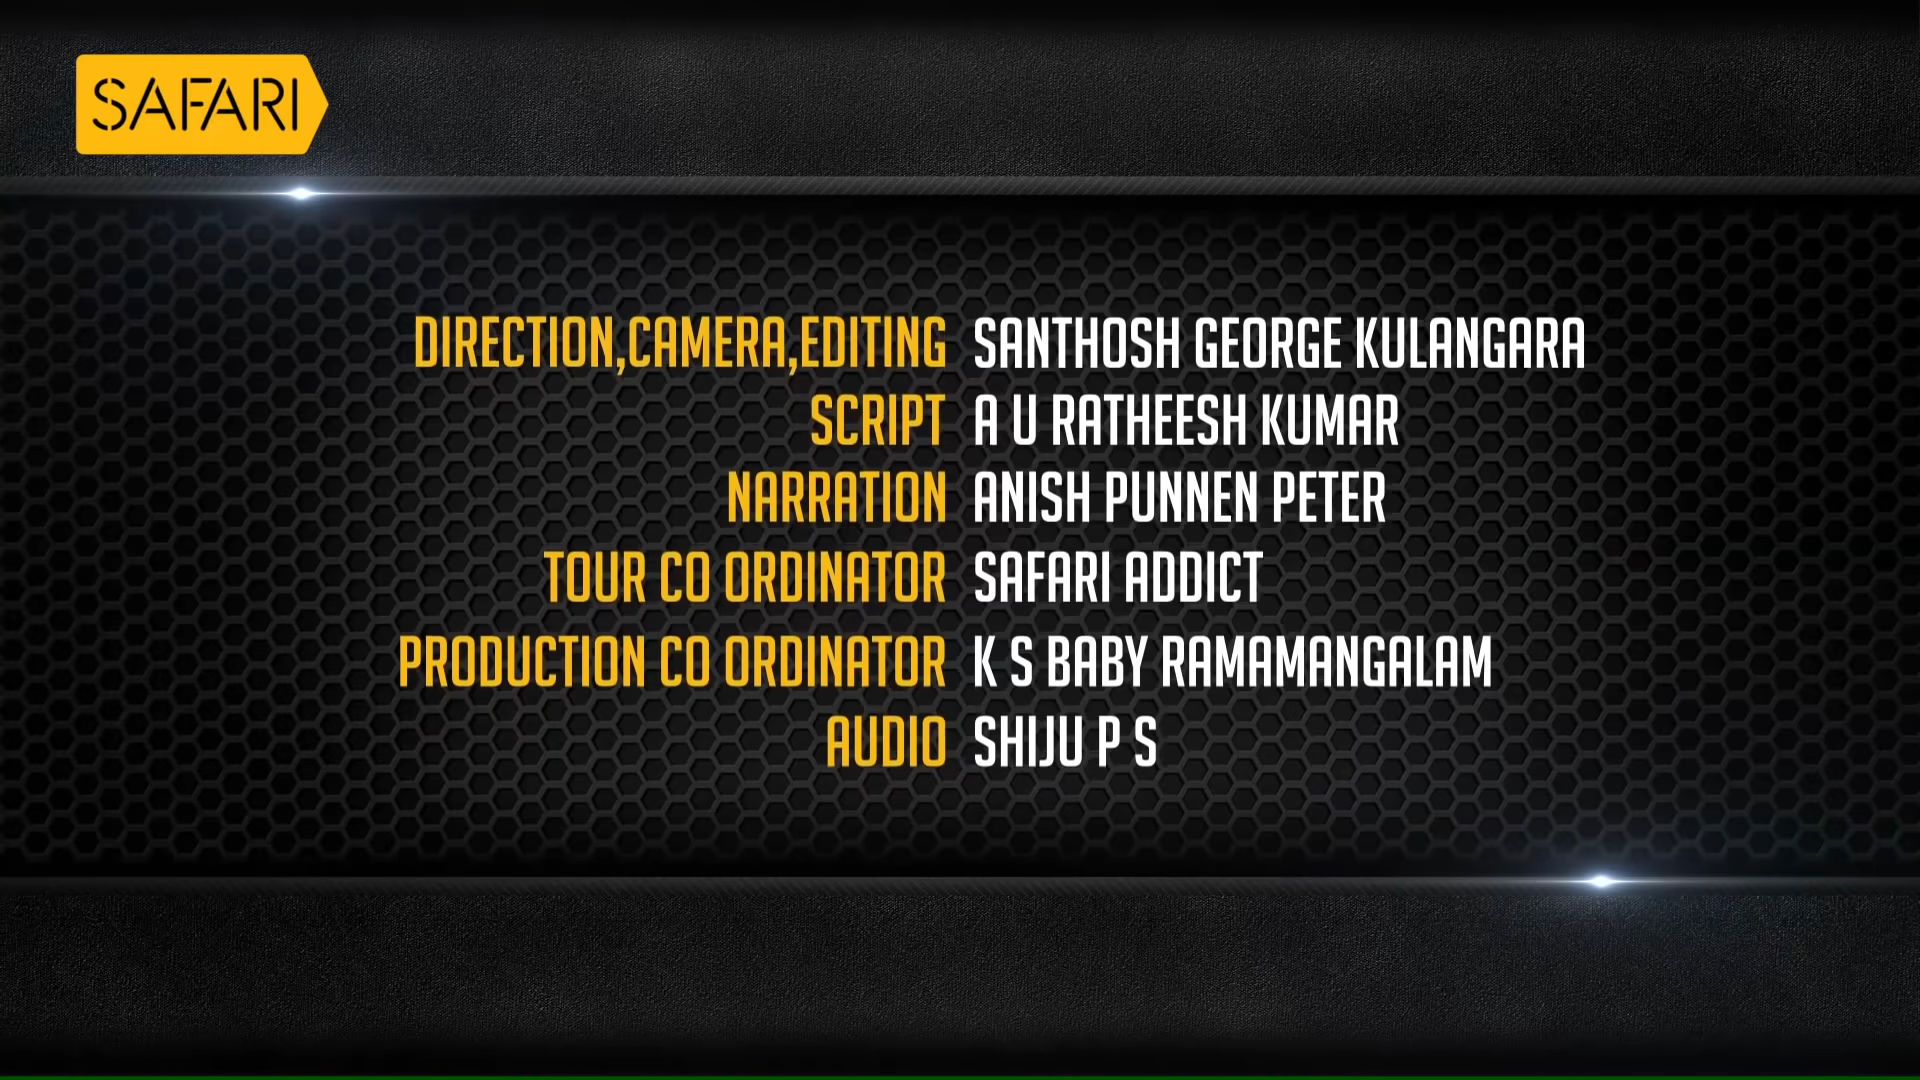 SAFARI
DIRECTION,CAMERA,EDITING SANTHOSH GEORGE KULANGARA
SCRIPT A U RATHEESH KUMAR
NARRATION ANISH PUNNEN PETER
TOUR CO ORDINATOR SAFARI ADDICT
PRODUCTION CO ORDINATOR K S BABY RAMAMANGALAM
AUDIO SHIJU P S